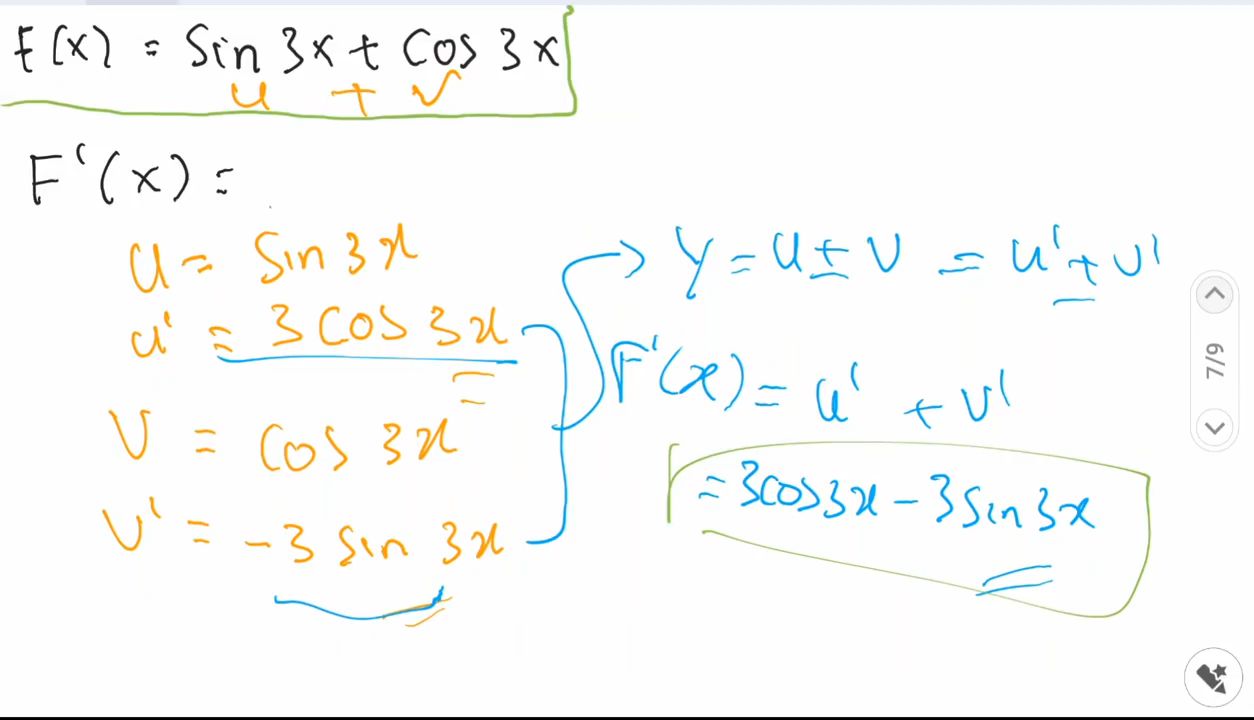 F(x) = Sin 3x + Cos 3x
u + v
F'(x) =
u = Sin 3x
u' = 3 cos 3x
V = cos 3x
V' = -3 sin 3x
Y = u ± v = u' ± v'
F'(x) = u' + v'
= 3cos3x - 3sin3x
7/9